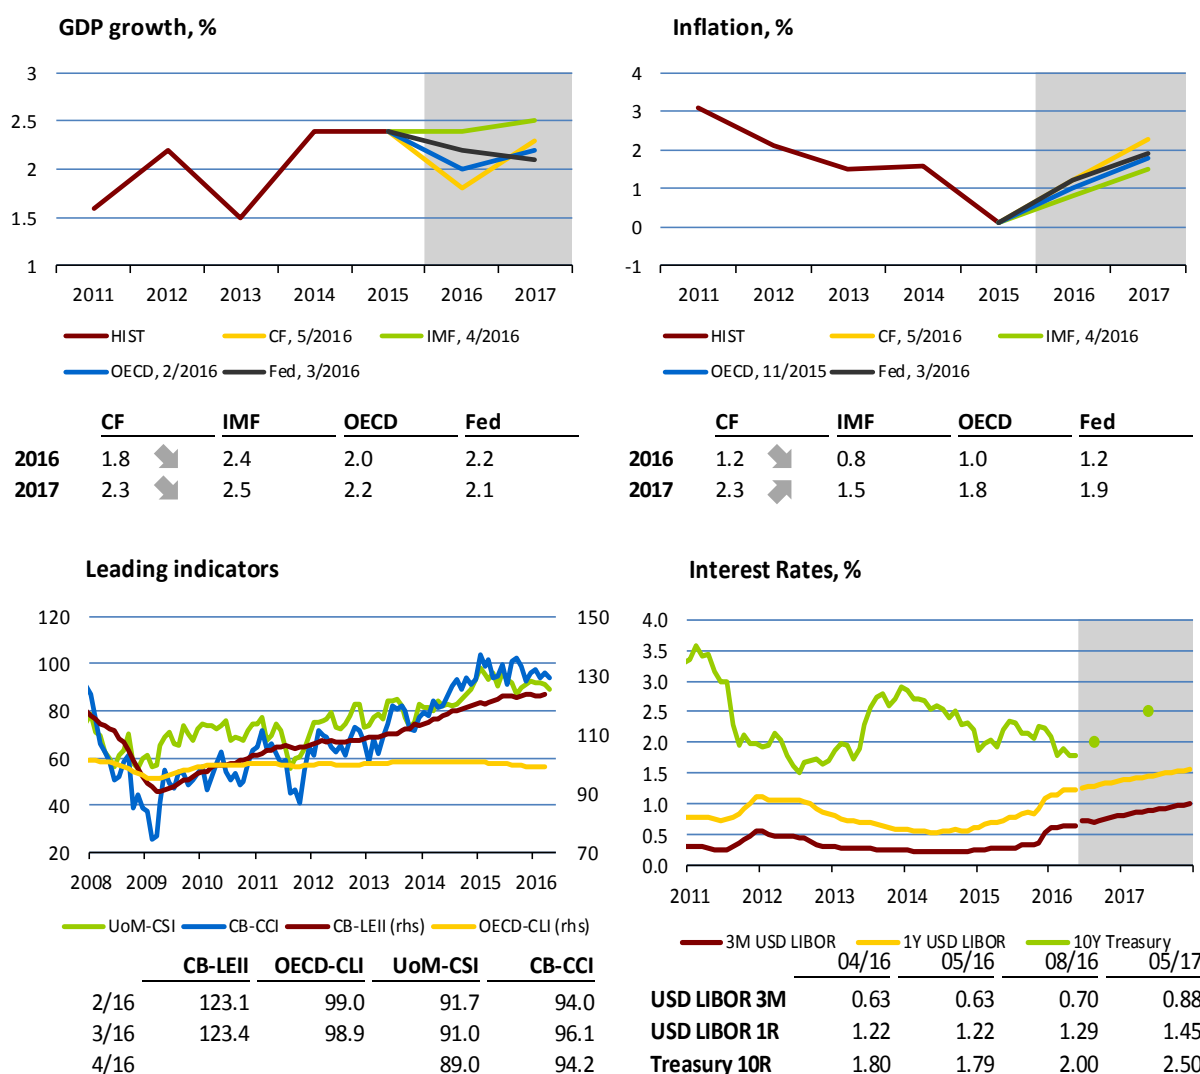 GDP growth, %
3
2.5
2
1.5
1
2011 2012 2013 2014 2015 2016 2017
HIST CF, 5/2016 IMF, 4/2016
OECD, 2/2016 Fed, 3/2016
CF IMF OECD Fed
2016 1.8 2.4 2.0 2.2
2017 2.3 2.5 2.2 2.1
Inflation, %
4
3
2
1
0
-1
2011 2012 2013 2014 2015 2016 2017
HIST CF, 5/2016 IMF, 4/2016
OECD, 11/2015 Fed, 3/2016
CF IMF OECD Fed
2016 1.2 0.8 1.0 1.2
2017 2.3 1.5 1.8 1.9
Leading indicators
120 150
100 130
80 110
60 90
40 70
20
2008 2009 2010 2011 2012 2013 2014 2015 2016
UoM-CSI CB-CCI CB-LEII (rhs) OECD-CLI (rhs)
CB-LEII OECD-CLI UoM-CSI CB-CCI
2/16 123.1 99.0 91.7 94.0
3/16 123.4 98.9 91.0 96.1
4/16 89.0 94.2
Interest Rates, %
4.0
3.5
3.0
2.5
2.0
1.5
1.0
0.5
0.0
2011 2012 2013 2014 2015 2016 2017
3M USD LIBOR 1Y USD LIBOR 10Y Treasury
04/16 05/16 08/16 05/17
USD LIBOR 3M 0.63 0.63 0.70 0.88
USD LIBOR 1R 1.22 1.22 1.29 1.45
Treasury 10R 1.80 1.79 2.00 2.50